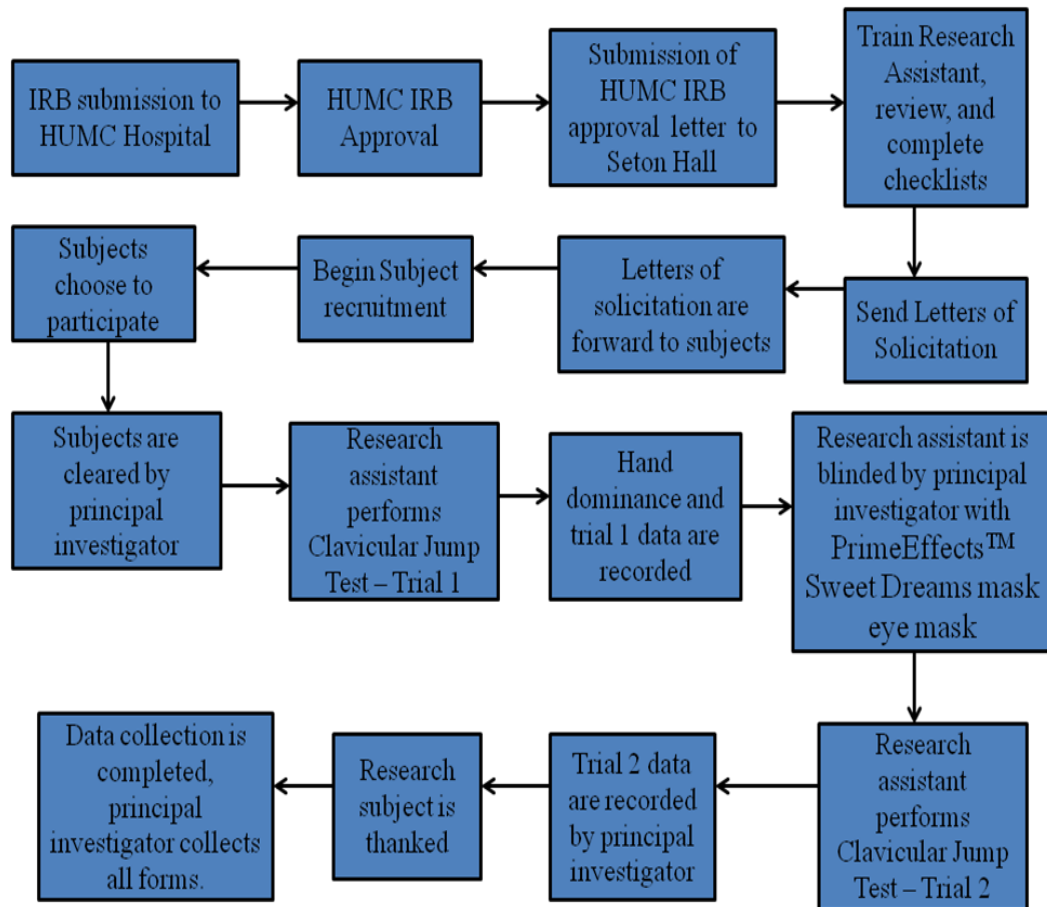 IRB submission to
HUMC Hospital
HUMC IRB
Approval
Submission of
HUMC IRB
approval letter to
Seton Hall
Train Research
Assistant,
review, and
complete
checklists
Send Letters of
Solicitation
Letters of
solicitation are
forward to subjects
Begin Subject
recruitment
Subjects
choose to
participate
Subjects are
cleared by
principal
investigator
Research
assistant
performs
Clavicular Jump
Test – Trial 1
Hand
dominance and
trial 1 data are
recorded
Research assistant is
blinded by principal
investigator with
PrimeEffects™
Sweet Dreams mask
eye mask
Research
assistant
performs
Clavicular Jump
Test – Trial 2
Trial 2 data
are recorded
by principal
investigator
Research
subject is
thanked
Data collection is
completed,
principal
investigator collects
all forms.